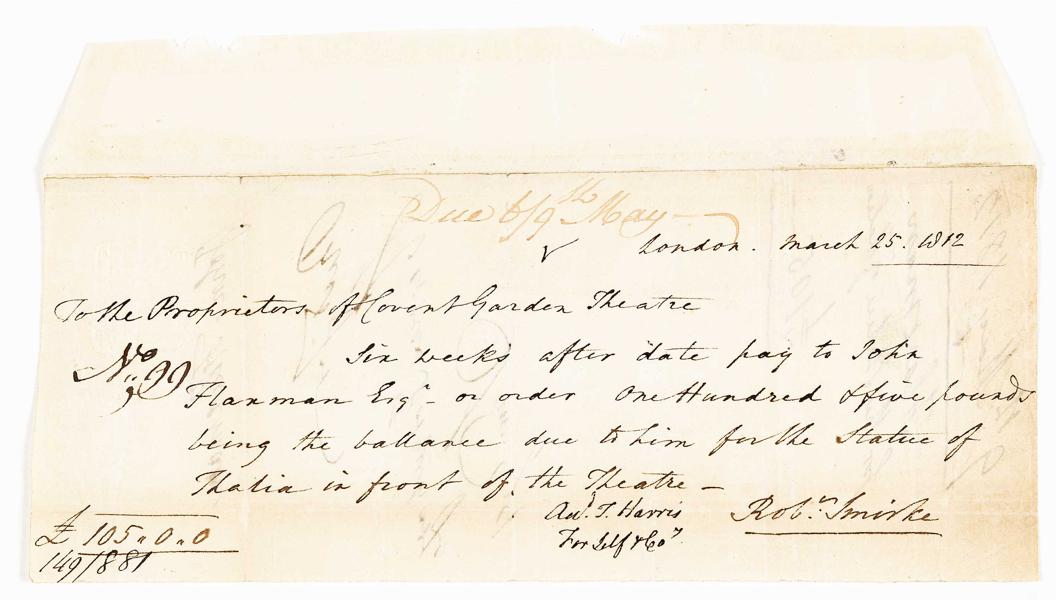 Due 6/9th May —
London. March 25. 1812
To the Proprietors of Covent Garden Theatre
No. 99
Six weeks after date pay to John
Flaxman Esqr - or order One Hundred & five pounds
being the ballance due to him for the Statue of
Thalia in front of the Theatre —
T. Harris
For Self & Co.
Robt. Smirke
£ 105 „ 0 „ 0
149/881